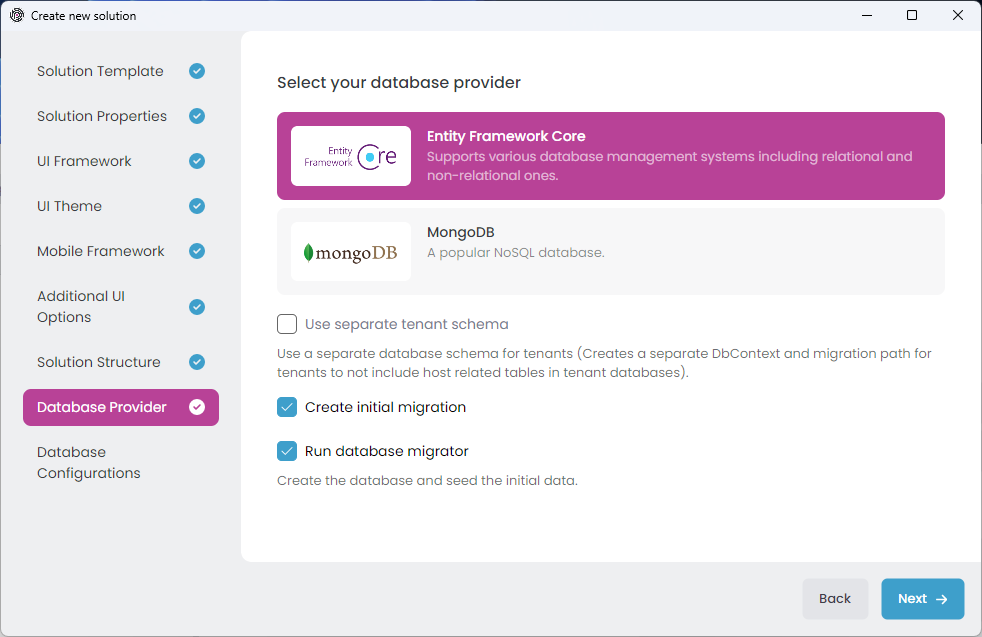 Create new solution
Solution Template
Solution Properties
UI Framework
UI Theme
Mobile Framework
Additional UI
Options
Solution Structure
Database Provider
Database
Configurations
Select your database provider
Entity
Framework Core
Entity Framework Core
Supports various database management systems including relational and
non-relational ones.
mongoDB
MongoDB
A popular NoSQL database.
Use separate tenant schema
Use a separate database schema for tenants (Creates a separate DbContext and migration path for
tenants to not include host related tables in tenant databases).
Create initial migration
Run database migrator
Create the database and seed the initial data.
Back
Next